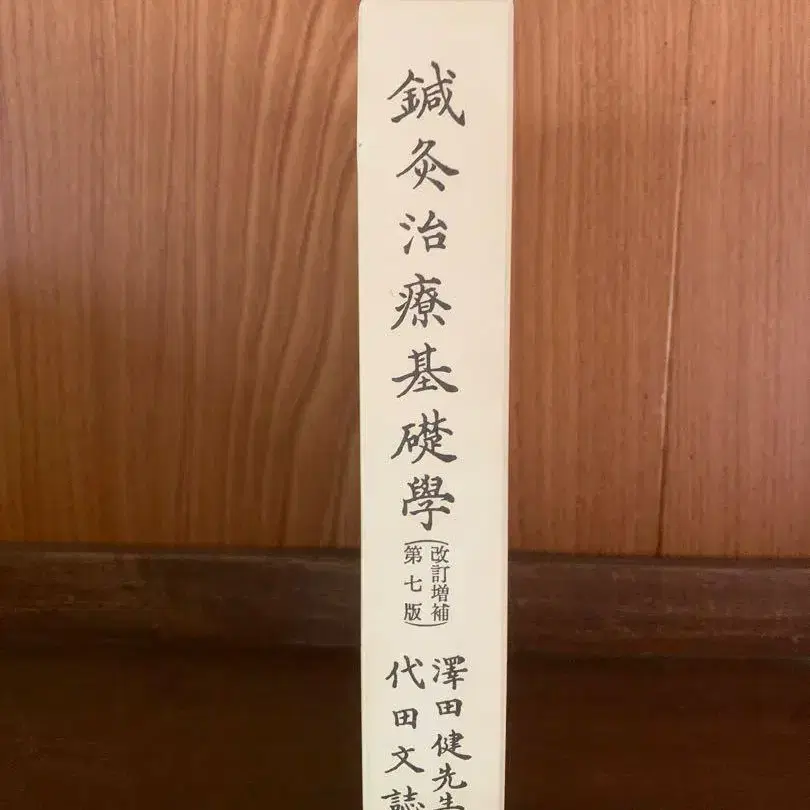 鍼灸治療基礎學
(改訂増補
第七版)
澤田健先生
代田文誌